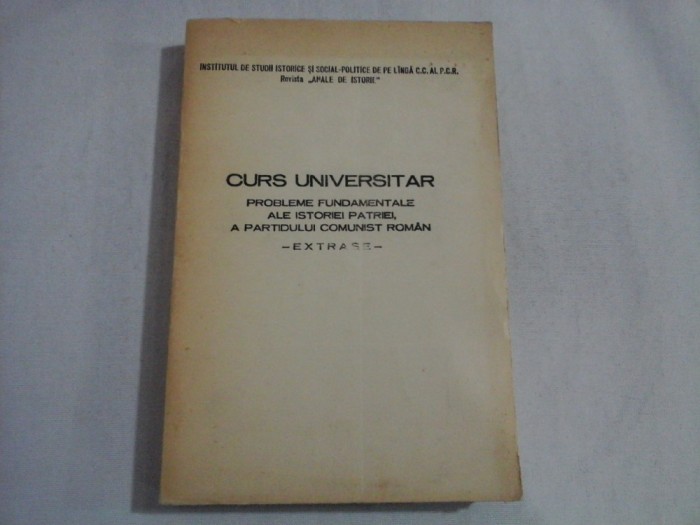 INSTITUTUL DE STUDII ISTORICE ȘI SOCIAL-POLITICE DE PE LÎNGĂ C.C. AL P.C.R.
Revista „ANALE DE ISTORIE"
CURS UNIVERSITAR
PROBLEME FUNDAMENTALE
ALE ISTORIEI PATRIEI,
A PARTIDULUI COMUNIST ROMÂN
—EXTRASE—